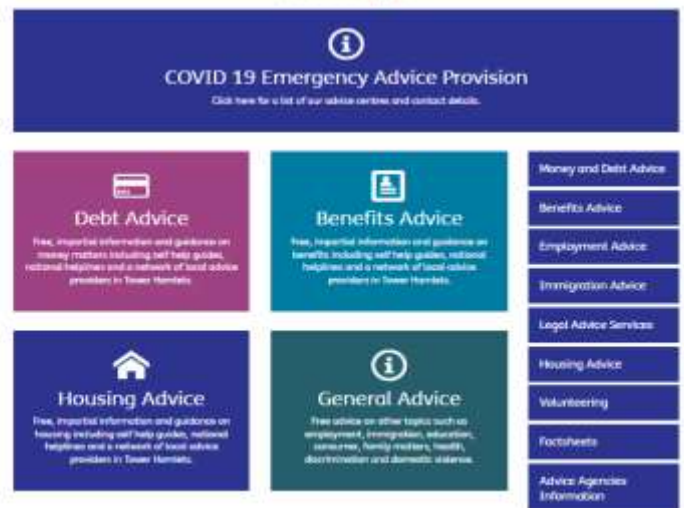 COVID 19 Emergency Advice Provision
Click here for a list of our advice centres and contact details.
Debt Advice
Free, impartial information and guidance on
money matters including self help guides,
national helplines and a network of local advice
providers in Tower Hamlets.
Benefits Advice
Free, impartial information and guidance on
benefits including self help guides, national
helplines and a network of local advice
providers in Tower Hamlets.
Housing Advice
Free, impartial information and guidance on
housing including self help guides, national
helplines and a network of local advice
providers in Tower Hamlets.
General Advice
Free advice on other topics such as
employment, immigration, education,
consumer, family matters, health,
discrimination and domestic violence.
Money and Debt Advice
Benefits Advice
Employment Advice
Immigration Advice
Legal Advice Services
Housing Advice
Volunteering
Factsheets
Advice Agencies
Information